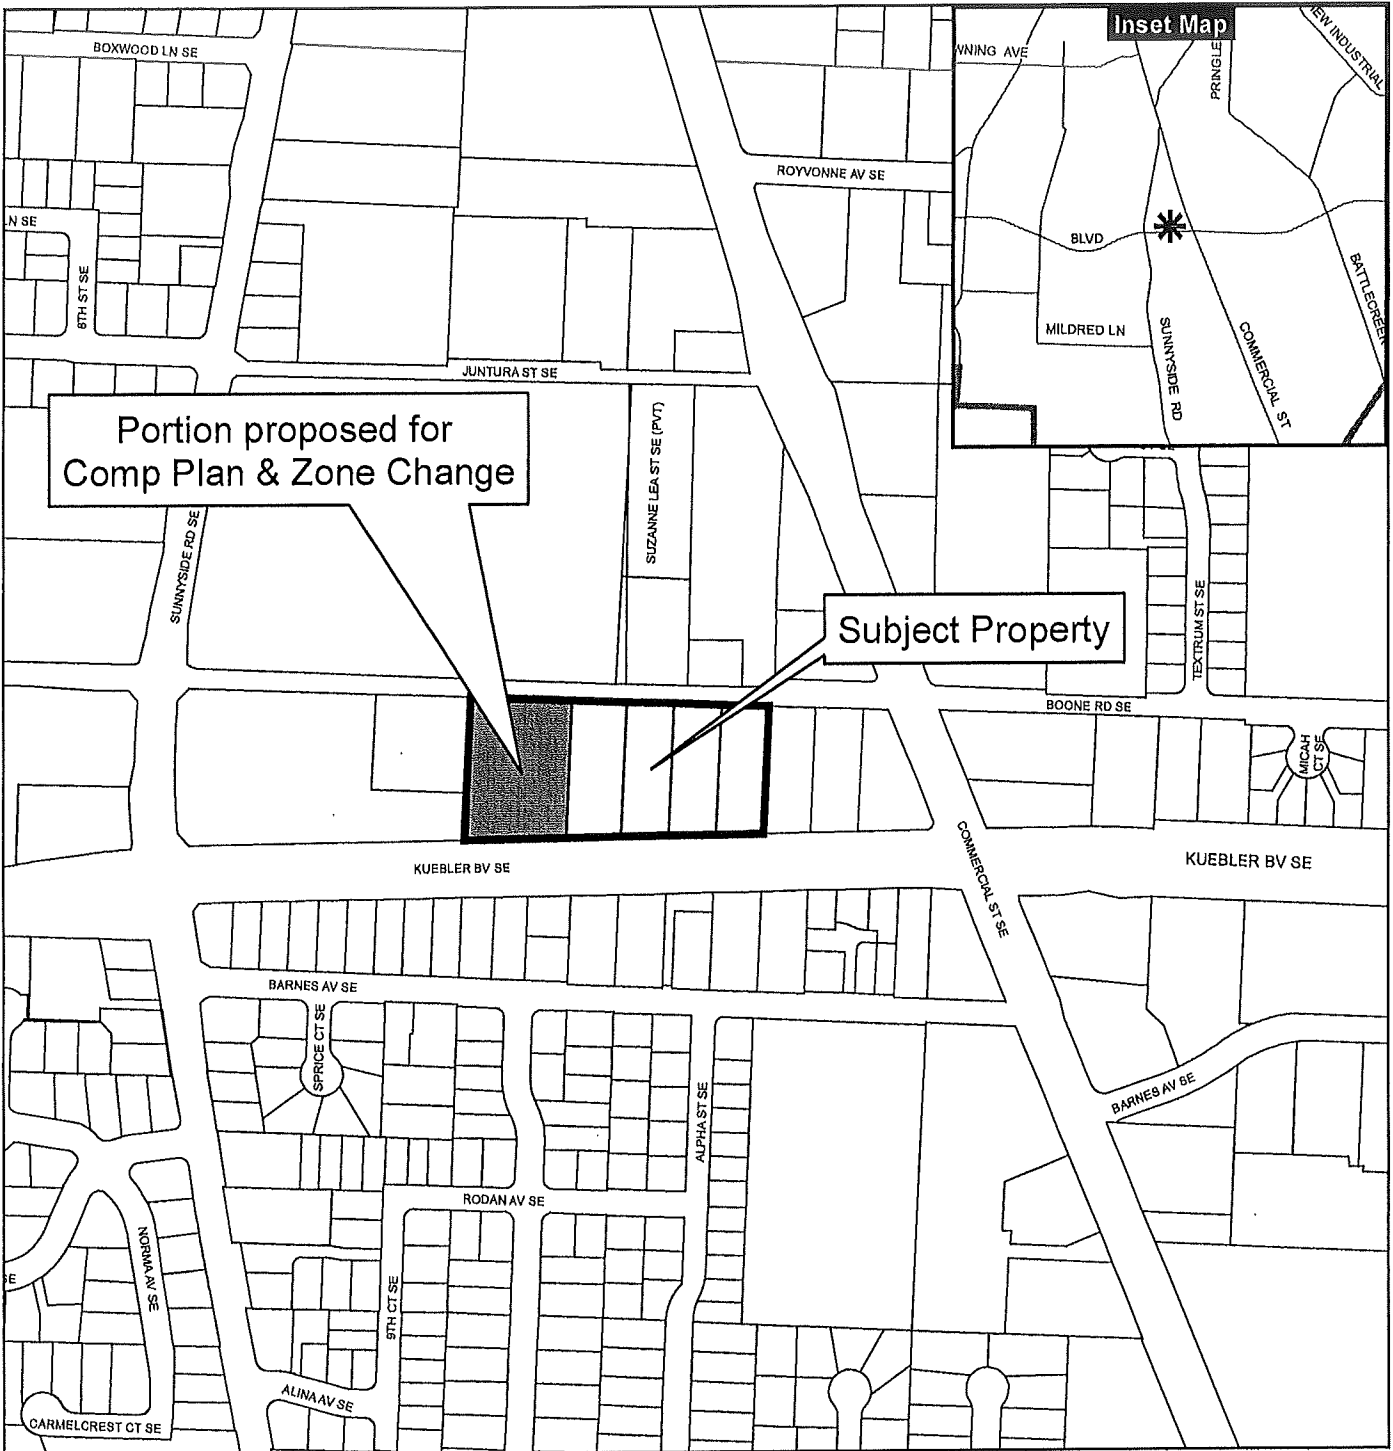 Inset Map
WNING AVE
PRINGLE
EW INDUSTRIAL
BLVD
BATTLECREEK
MILDRED LN
SUNNYSIDE RD
COMMERCIAL ST
BOXWOOD LN SE
ROYVONNE AV SE
LN SE
8TH ST SE
JUNTURA ST SE
Portion proposed for
Comp Plan & Zone Change
SUZANNE LEA ST SE (PVT)
SUNNYSIDE RD SE
Subject Property
TEXTRUM ST SE
BOONE RD SE
MICAH
CT SE
KUEBLER BV SE
COMMERCIAL ST SE
KUEBLER BV SE
BARNES AV SE
SPRICE CT SE
ALPHA ST SE
BARNES AV SE
RODAN AV SE
NORMA AV SE
SE
9TH CT SE
ALINA AV SE
CARMELCREST CT SE